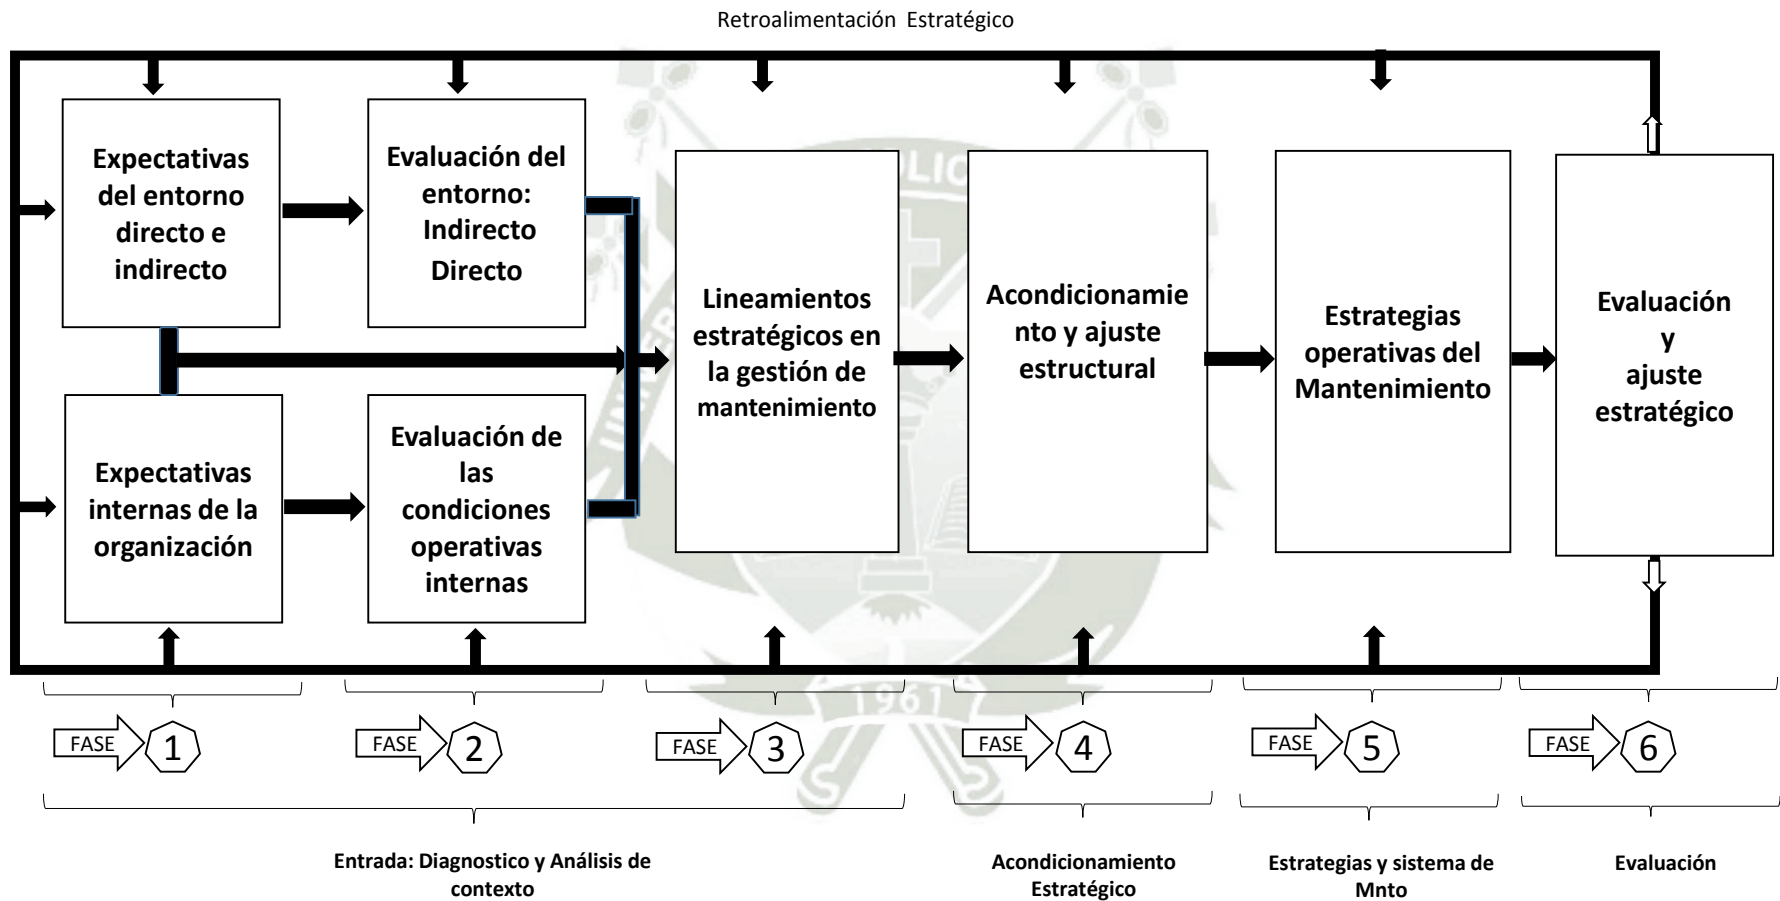 Retroalimentación Estratégico
Expectativas
del entorno
directo e
indirecto
Evaluación del
entorno:
Indirecto
Directo
Expectativas
internas de la
organización
Evaluación de
las
condiciones
operativas
internas
Lineamientos
estratégicos en
la gestión de
mantenimiento
Acondicionamie
nto y ajuste
estructural
Estrategias
operativas del
Mantenimiento
Evaluación
y
ajuste
estratégico
1961
FASE 1
FASE 2
FASE 3
FASE 4
FASE 5
FASE 6
Entrada: Diagnostico y Análisis de
contexto
Acondicionamiento
Estratégico
Estrategias y sistema de
Mnto
Evaluación